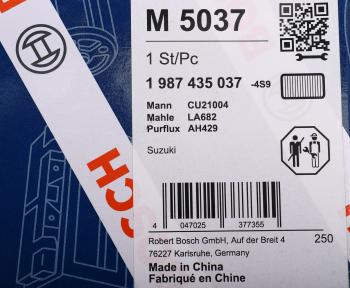 M 5037
1 St/Pc
1 987 435 037 -4S9
Mann CU21004
Mahle LA682
Purflux AH429
Suzuki
4 047025 377355
Robert Bosch GmbH, Auf der Breit 4
76227 Karlsruhe, Germany
250
Made in China
Fabriqué en Chine
SCH